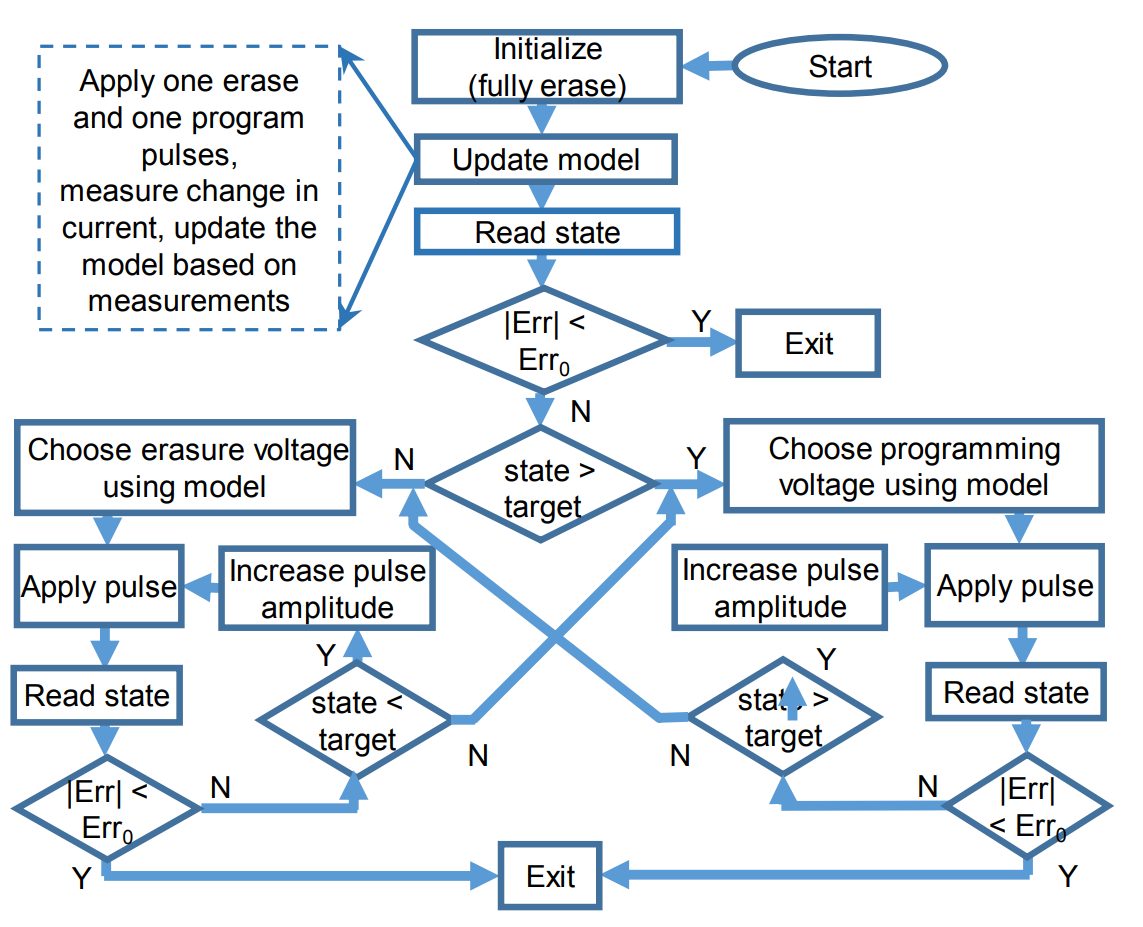 Start
Initialize
(fully erase)
Apply one erase
and one program
pulses,
measure change in
current, update the
model based on
measurements
Update model
Read state
|Err| <
Err₀
Y
Exit
N
state >
target
N
Y
Choose erasure voltage
using model
Choose programming
voltage using model
Apply pulse
Increase pulse
amplitude
Increase pulse
amplitude
Apply pulse
Y
Y
Read state
state <
target
state >
target
Read state
N
N
|Err| <
Err₀
N
N
|Err|
< Err₀
Y
Exit
Y